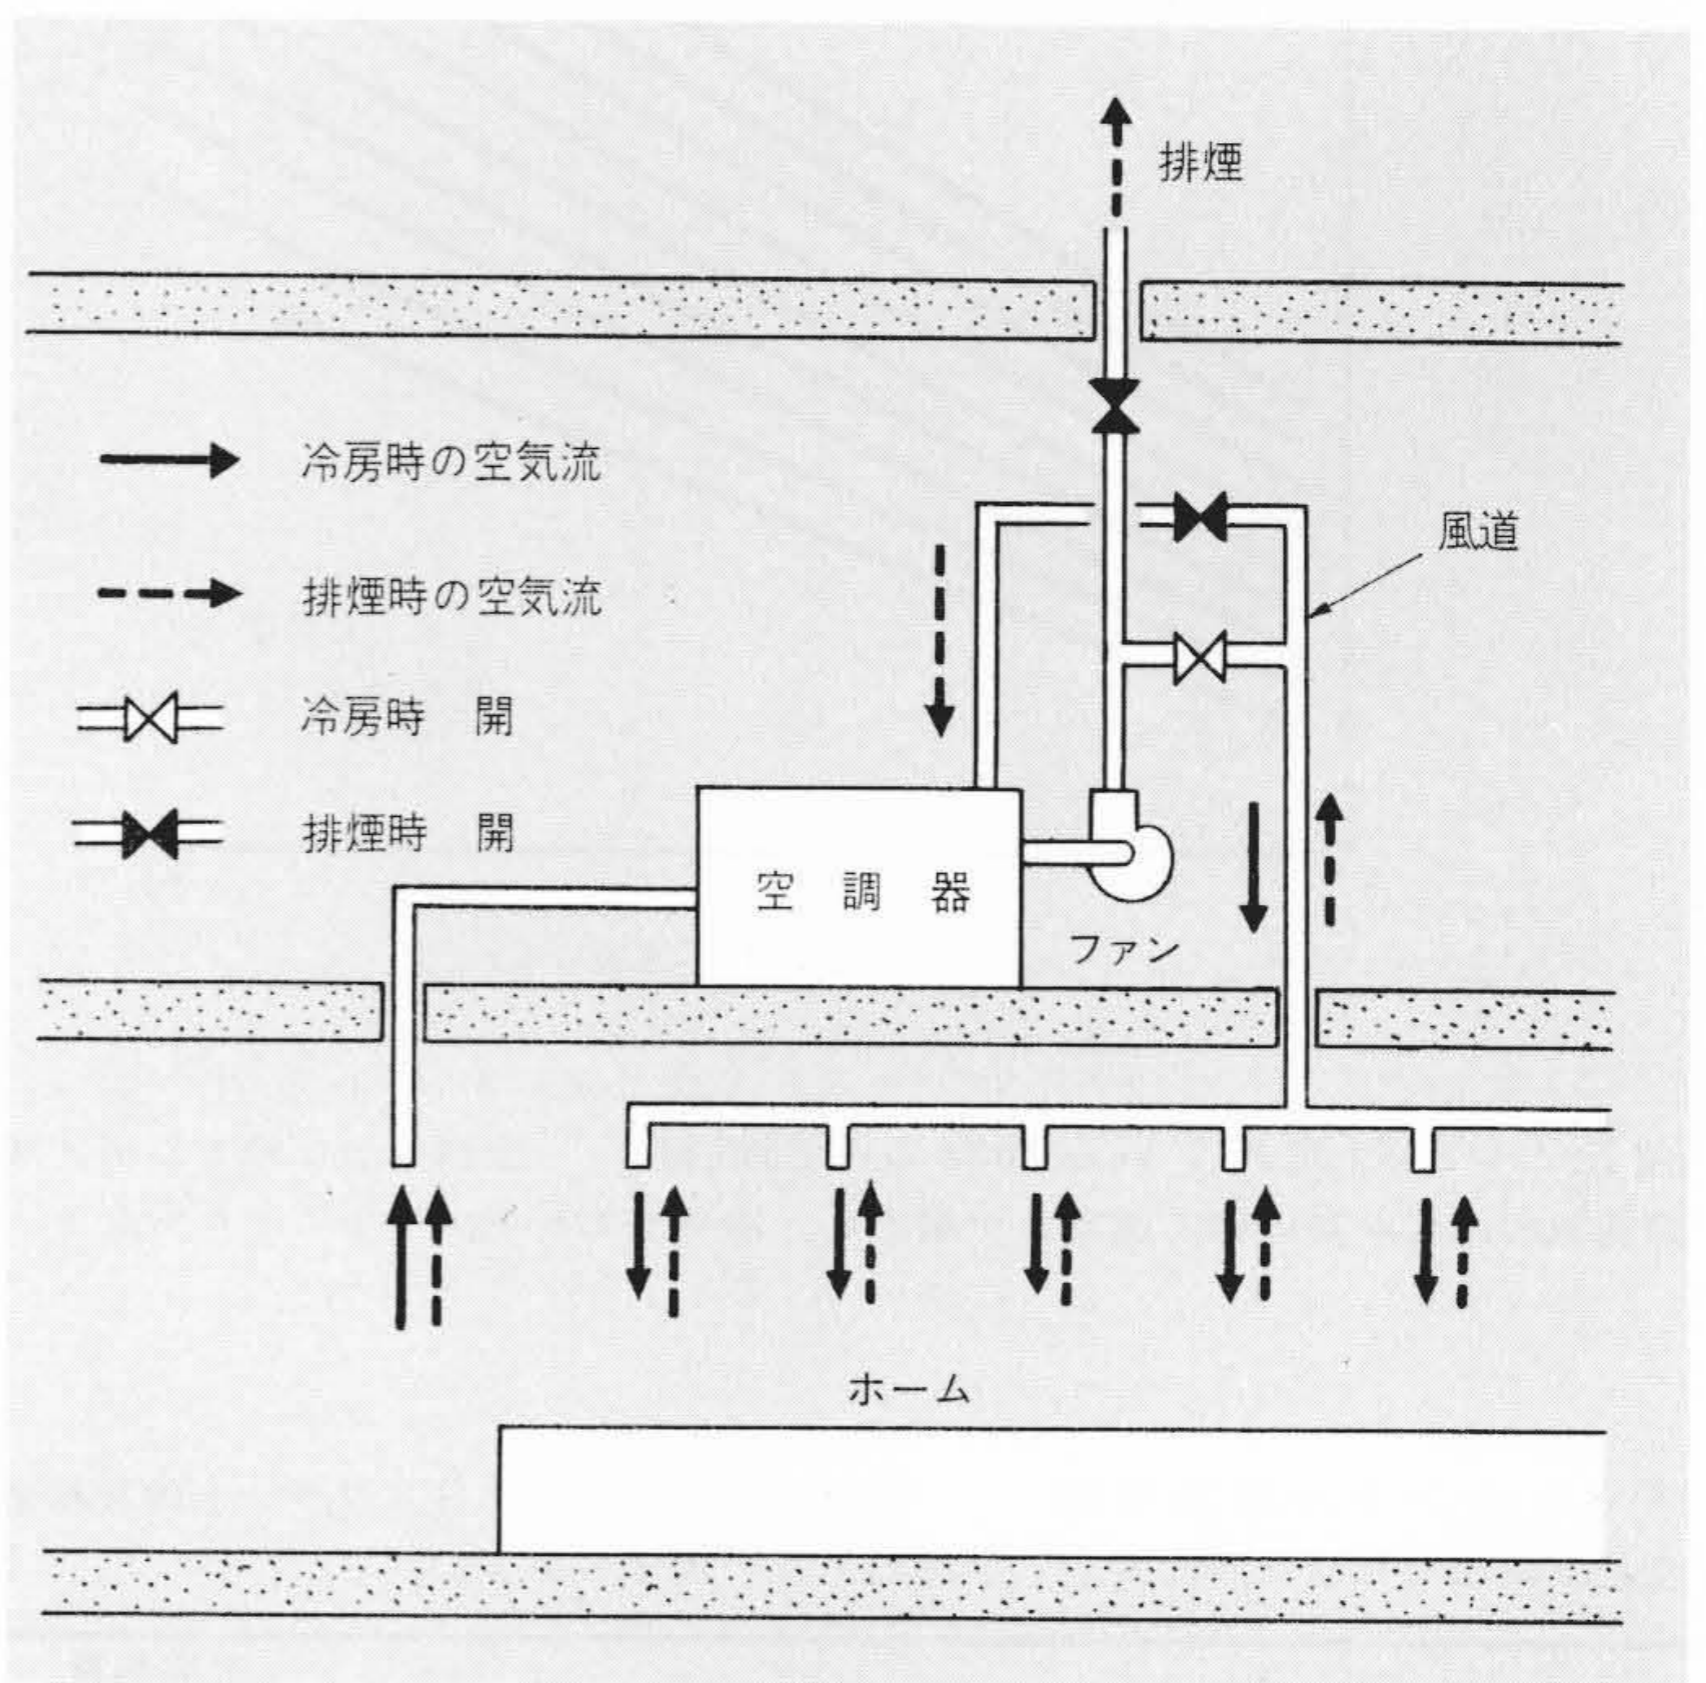 排煙
冷房時の空気流
排煙時の空気流
冷房時 開
排煙時 開
風道
空調器
ファン
ホーム